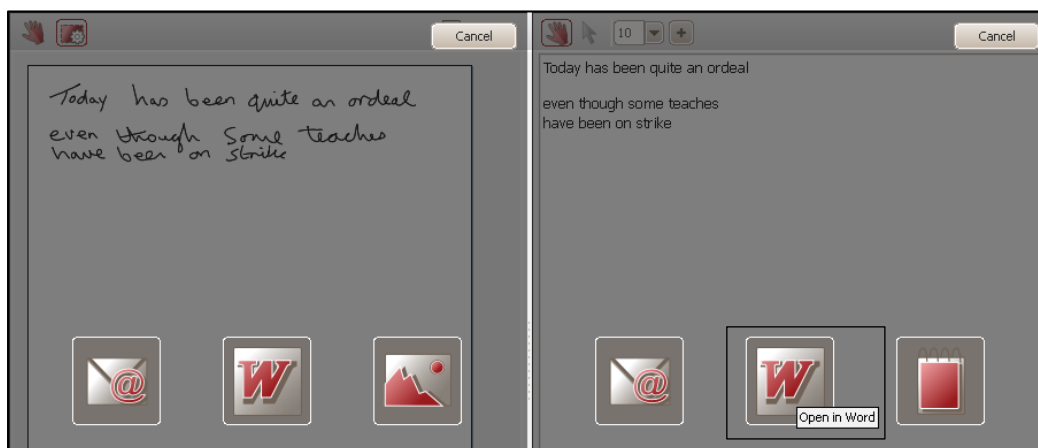 Cancel
Today has been quite an ordeal
even though Some teaches
have been on strike
@
W
10
Cancel
Today has been quite an ordeal
even though some teaches
have been on strike
@
W
Open in Word